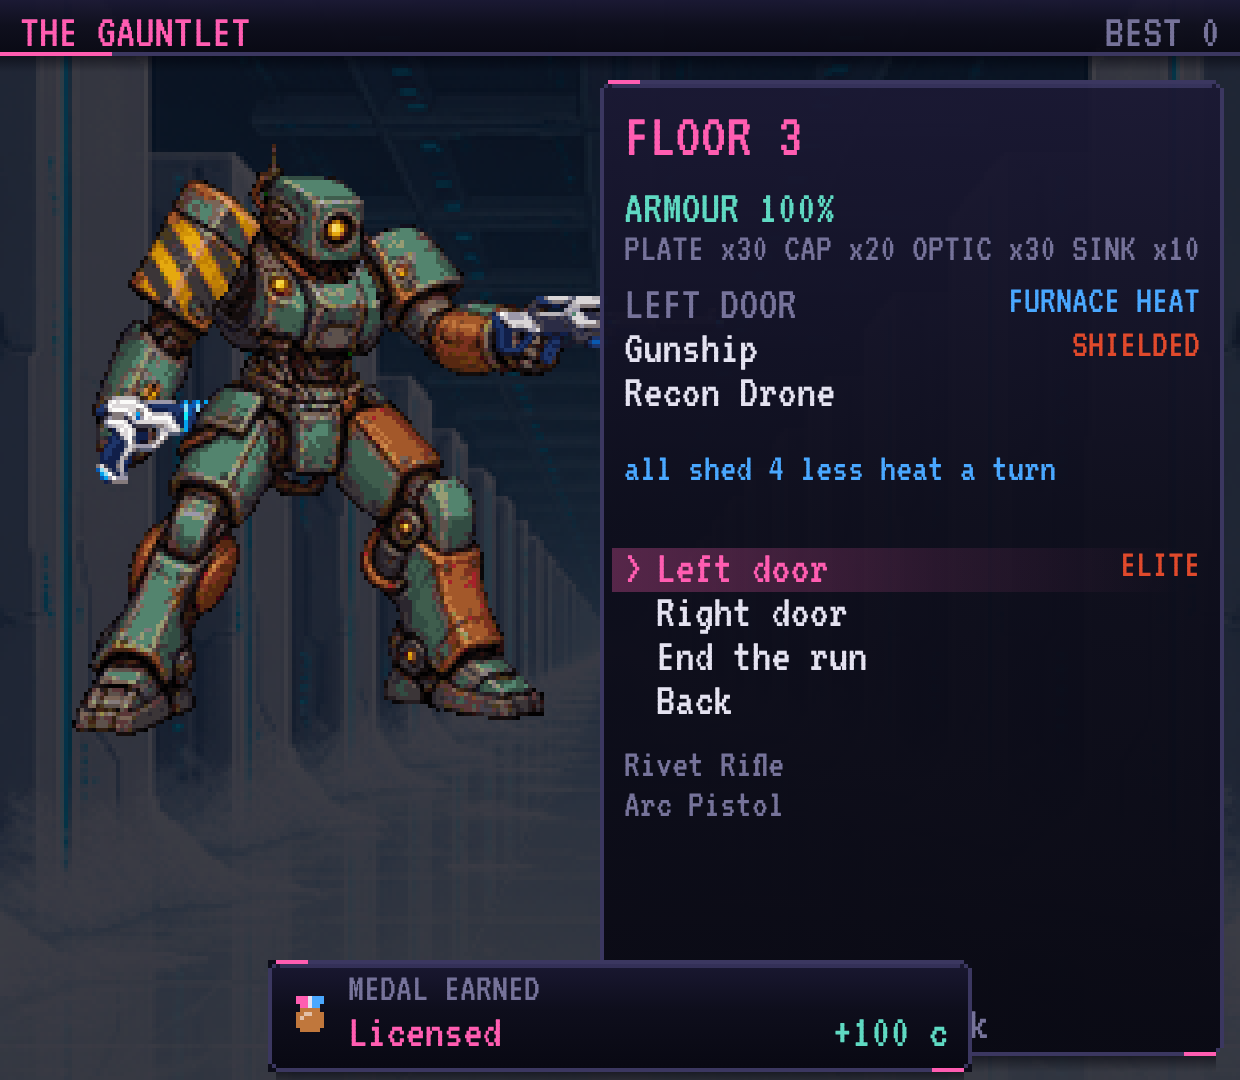 THE GAUNTLET
BEST 0
FLOOR 3
ARMOUR 100%
PLATE x30 CAP x20 OPTIC x30 SINK x10
LEFT DOOR FURNACE HEAT
Gunship SHIELDED
Recon Drone
all shed 4 less heat a turn
> Left door ELITE
Right door
End the run
Back
Rivet Rifle
Arc Pistol
MEDAL EARNED
Licensed +100 c